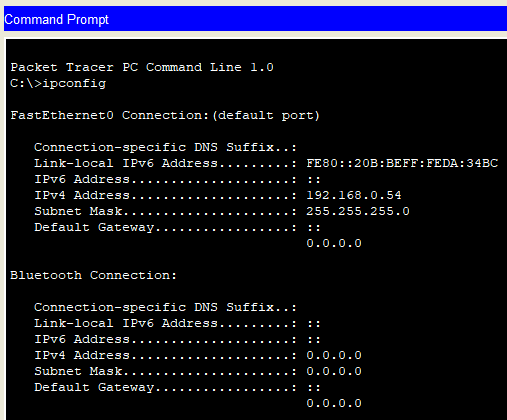 Command Prompt
Packet Tracer PC Command Line 1.0
C:\>ipconfig
FastEthernet0 Connection:(default port)
Connection-specific DNS Suffix..:
Link-local IPv6 Address.........: FE80::20B:BEFF:FEDA:34BC
IPv6 Address....................: ::
IPv4 Address....................: 192.168.0.54
Subnet Mask.....................: 255.255.255.0
Default Gateway.................: ::
0.0.0.0
Bluetooth Connection:
Connection-specific DNS Suffix..:
Link-local IPv6 Address.........: ::
IPv6 Address....................: ::
IPv4 Address....................: 0.0.0.0
Subnet Mask.....................: 0.0.0.0
Default Gateway.................: ::
0.0.0.0